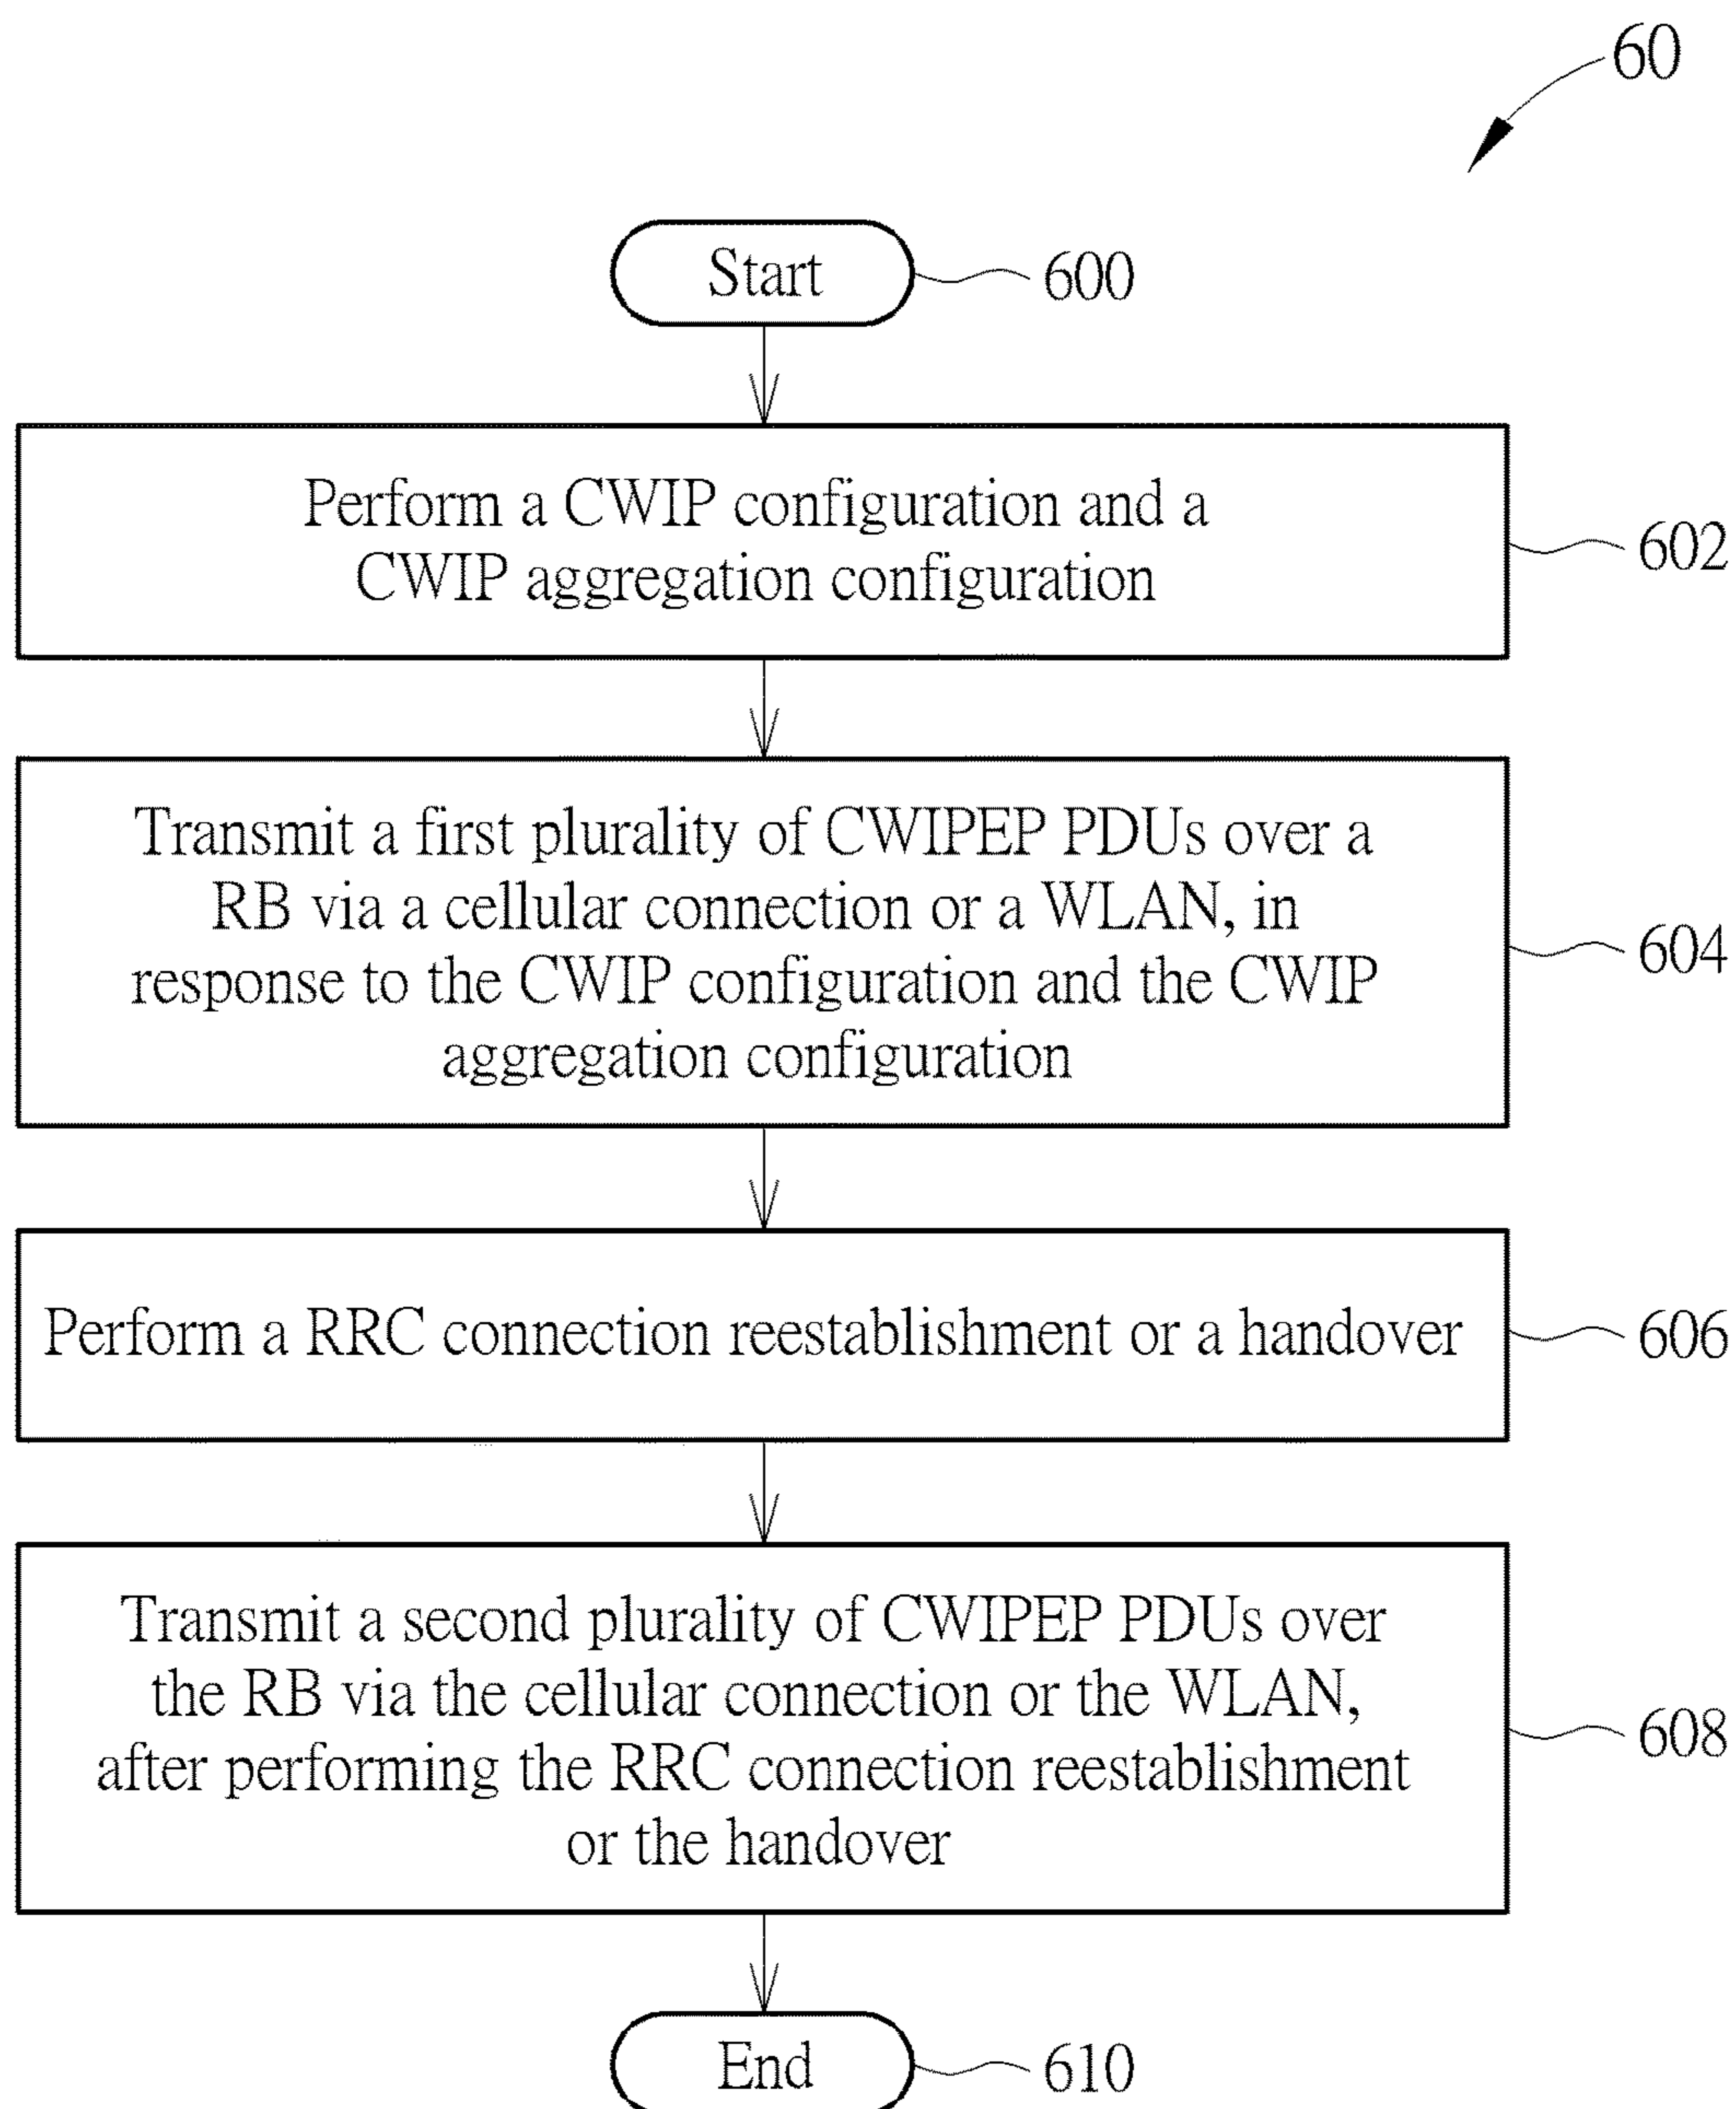 60
Start
600
Perform a CWIP configuration and a
CWIP aggregation configuration
602
Transmit a first plurality of CWIPEP PDUs over a
RB via a cellular connection or a WLAN, in
response to the CWIP configuration and the CWIP
aggregation configuration
604
Perform a RRC connection reestablishment or a handover
606
Transmit a second plurality of CWIPEP PDUs over
the RB via the cellular connection or the WLAN,
after performing the RRC connection reestablishment
or the handover
608
End
610